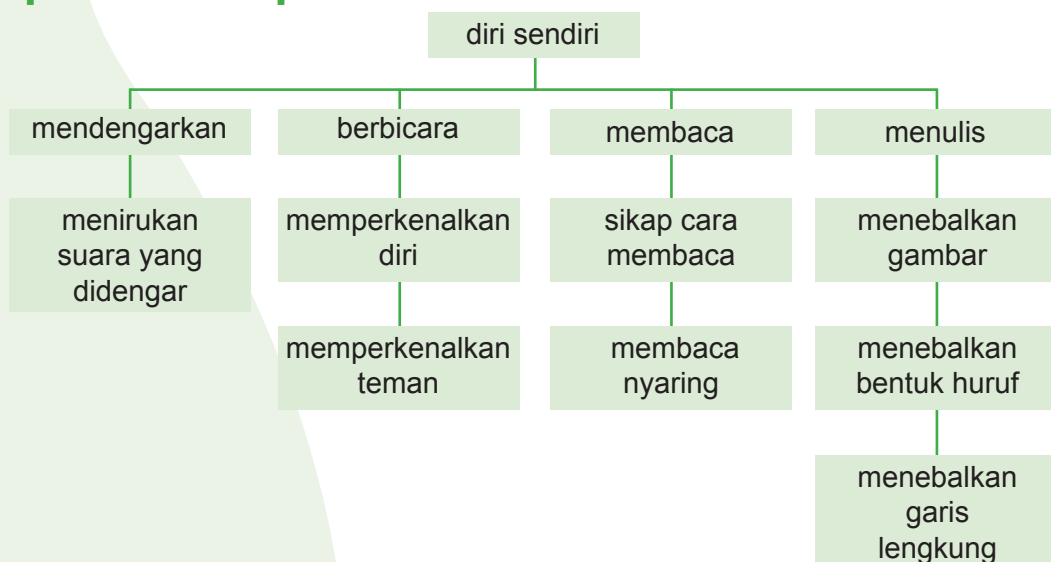 diri sendiri
mendengarkan
berbicara
membaca
menulis
menirukan
suara yang
didengar
memperkenalkan
diri
sikap cara
membaca
menebalkan
gambar
memperkenalkan
teman
membaca
nyaring
menebalkan
bentuk huruf
menebalkan
garis
lengkung